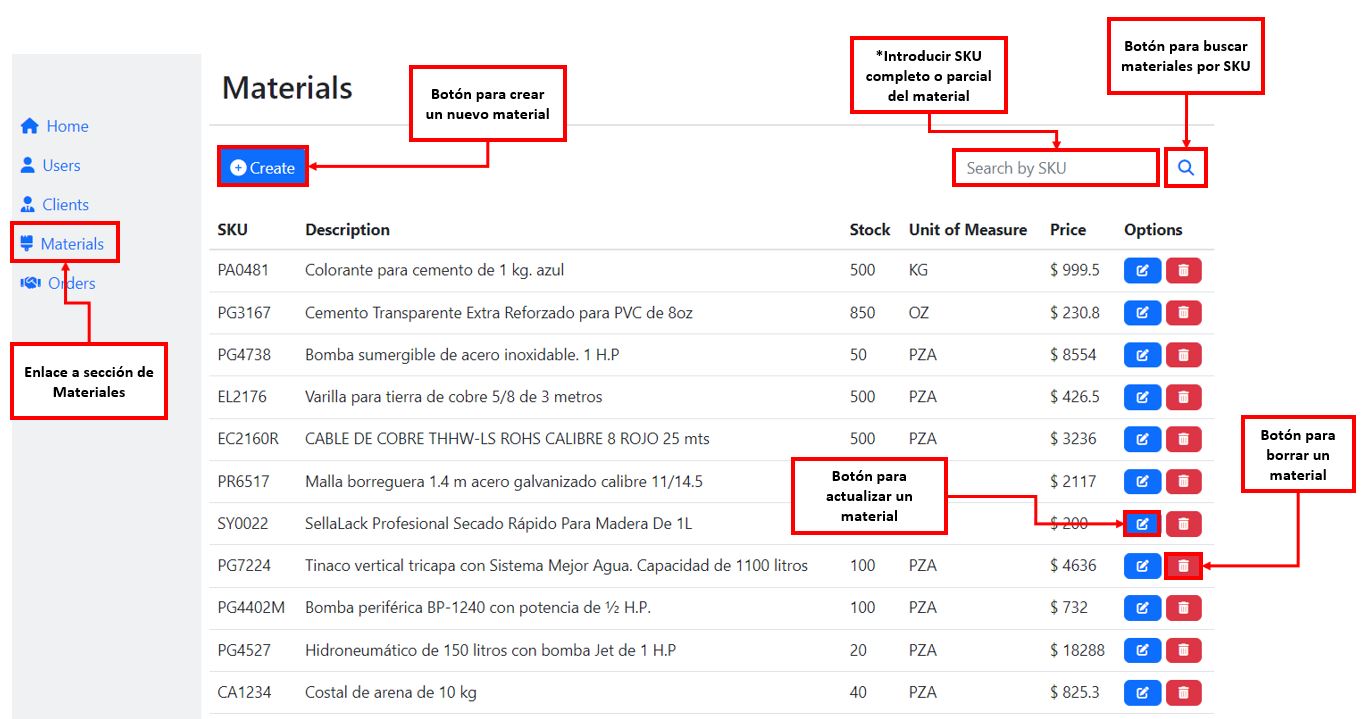 Botón para buscar
materiales por SKU
*Introducir SKU
completo o parcial
del material
Botón para crear
un nuevo material
Materials
Home
Users
Clients
Materials
Orders
Enlace a sección de
Materiales
Create
Search by SKU
SKU Description Stock Unit of Measure Price Options
PA0481 Colorante para cemento de 1 kg. azul 500 KG $ 999.5
PG3167 Cemento Transparente Extra Reforzado para PVC de 8oz 850 OZ $ 230.8
PG4738 Bomba sumergible de acero inoxidable. 1 H.P 50 PZA $ 8554
EL2176 Varilla para tierra de cobre 5/8 de 3 metros 500 PZA $ 426.5
EC2160R CABLE DE COBRE THHW-LS ROHS CALIBRE 8 ROJO 25 mts 500 PZA $ 3236
PR6517 Malla borreguera 1.4 m acero galvanizado calibre 11/14.5 $ 2117
SY0022 SellaLack Profesional Secado Rápido Para Madera De 1L $ 200
PG7224 Tinaco vertical tricapa con Sistema Mejor Agua. Capacidad de 1100 litros 100 PZA $ 4636
PG4402M Bomba periférica BP-1240 con potencia de ½ H.P. 100 PZA $ 732
PG4527 Hidroneumático de 150 litros con bomba Jet de 1 H.P 20 PZA $ 18288
CA1234 Costal de arena de 10 kg 40 PZA $ 825.3
Botón para
actualizar un
material
Botón para
borrar un
material